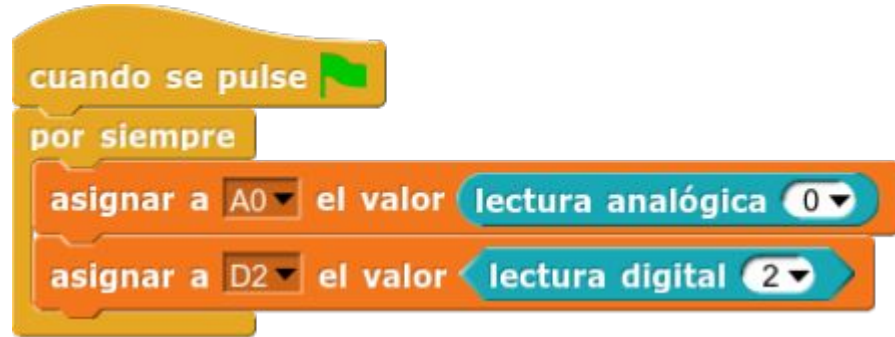 cuando se pulse
por siempre
asignar a A0 el valor lectura analógica 0
asignar a D2 el valor lectura digital 2